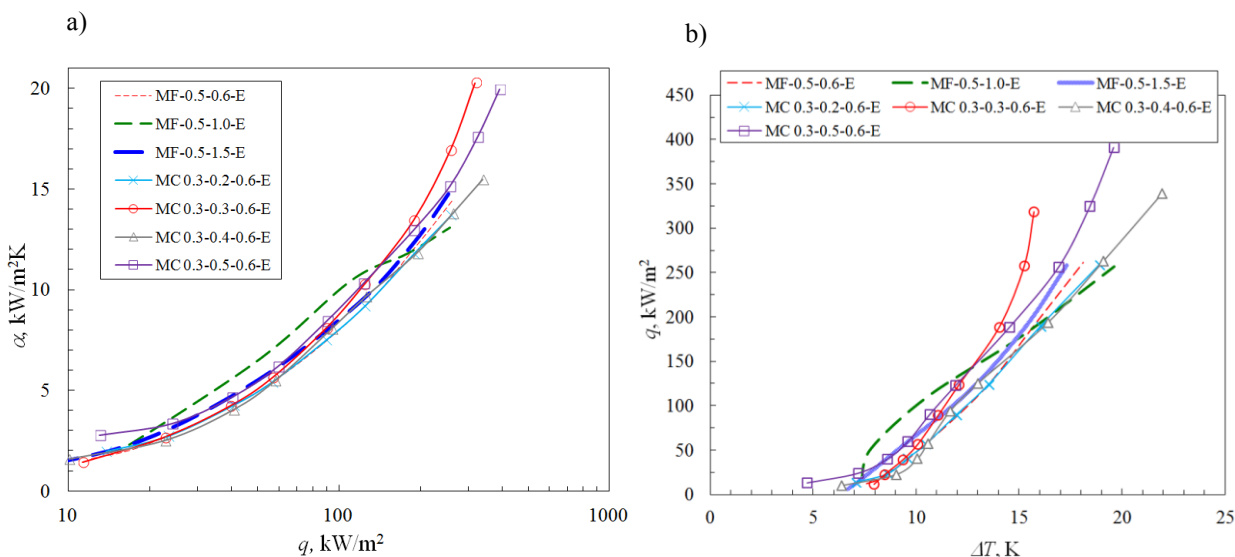 a)
20
15
10
5
0
α, kW/m²K
MF-0.5-0.6-E
MF-0.5-1.0-E
MF-0.5-1.5-E
MC 0.3-0.2-0.6-E
MC 0.3-0.3-0.6-E
MC 0.3-0.4-0.6-E
MC 0.3-0.5-0.6-E
10 100 1000
q, kW/m²
b)
MF-0.5-0.6-E MF-0.5-1.0-E MF-0.5-1.5-E
MC 0.3-0.2-0.6-E MC 0.3-0.3-0.6-E MC 0.3-0.4-0.6-E
MC 0.3-0.5-0.6-E
450
400
350
300
250
200
150
100
50
0
q, kW/m²
0 5 10 15 20 25
ΔT, K